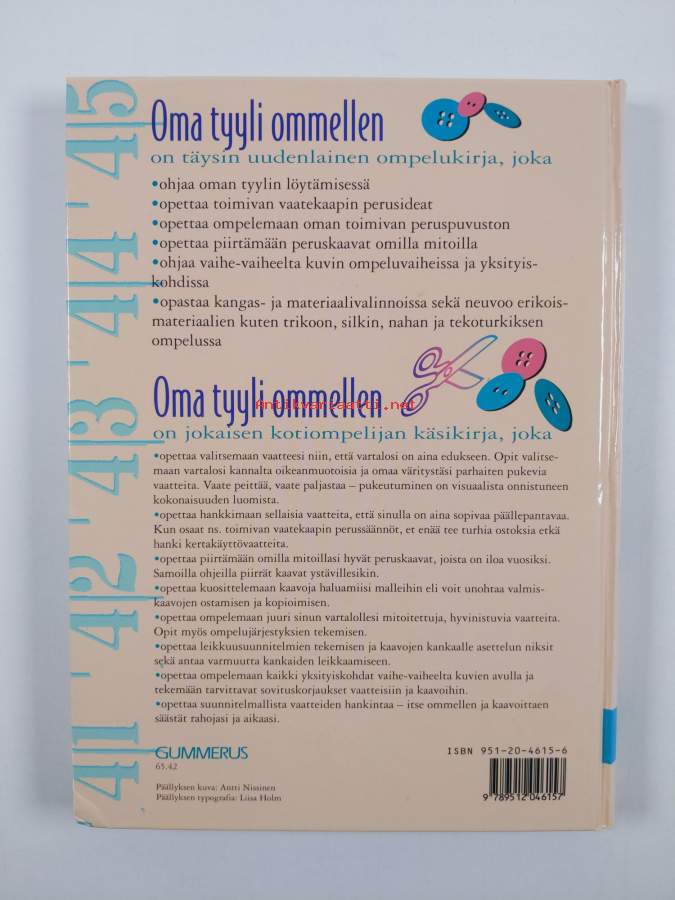 Oma tyyli ommellen
on täysin uudenlainen ompelukirja, joka
•ohjaa oman tyylin löytämisessä
•opettaa toimivan vaatekaapin perusideat
•opettaa ompelemaan oman toimivan peruspuvuston
•opettaa piirtämään peruskaavat omilla mitoilla
•ohjaa vaihe-vaiheelta kuvin ompeluvaiheissa ja yksityis-
kohdissa
•opastaa kangas- ja materiaalivalinnoissa sekä neuvoo erikois-
materiaalien kuten trikoon, silkin, nahan ja tekoturkiksen
ompelussa
Oma tyyli ommellen
Antikvariaatti.net
on jokaisen kotiompelijan käsikirja, joka
•opettaa valitsemaan vaatteesi niin, että vartalosi on aina edukseen. Opit valitse-
maan vartalosi kannalta oikeanmuotoisia ja omaa väritystäsi parhaiten pukevia
vaatteita. Vaate peittää, vaate paljastaa – pukeutuminen on visuaalista onnistuneen
kokonaisuuden luomista.
•opettaa hankkimaan sellaisia vaatteita, että sinulla on aina sopivaa päällepantavaa.
Kun osaat ns. toimivan vaatekaapin perussäännöt, et enää tee turhia ostoksia etkä
hanki kertakäyttövaatteita.
•opettaa piirtämään omilla mitoillasi hyvät peruskaavat, joista on iloa vuosiksi.
Samoilla ohjeilla piirrät kaavat ystävillesikin.
•opettaa kuosittelemaan kaavoja haluamiisi malleihin eli voit unohtaa valmis-
kaavojen ostamisen ja kopioimisen.
•opettaa ompelemaan juuri sinun vartalollesi mitoitettuja, hyvinistuvia vaatteita.
Opit myös ompelujärjestyksien tekemisen.
•opettaa leikkuusuunnitelmien tekemisen ja kaavojen kankaalle asettelun niksit
sekä antaa varmuutta kankaiden leikkaamiseen.
•opettaa ompelemaan kaikki yksityiskohdat vaihe-vaiheelta kuvien avulla ja
tekemään tarvittavat sovituskorjaukset vaatteisiin ja kaavoihin.
•opettaa suunnitelmallista vaatteiden hankintaa – itse ommellen ja kaavoittaen
säästät rahojasi ja aikaasi.
GUMMERUS
65.42
ISBN 951-20-4615-6
Päällyksen kuva: Antti Nissinen
Päällyksen typografia: Liisa Holm
9 789512 046157
41 42 43 44 45